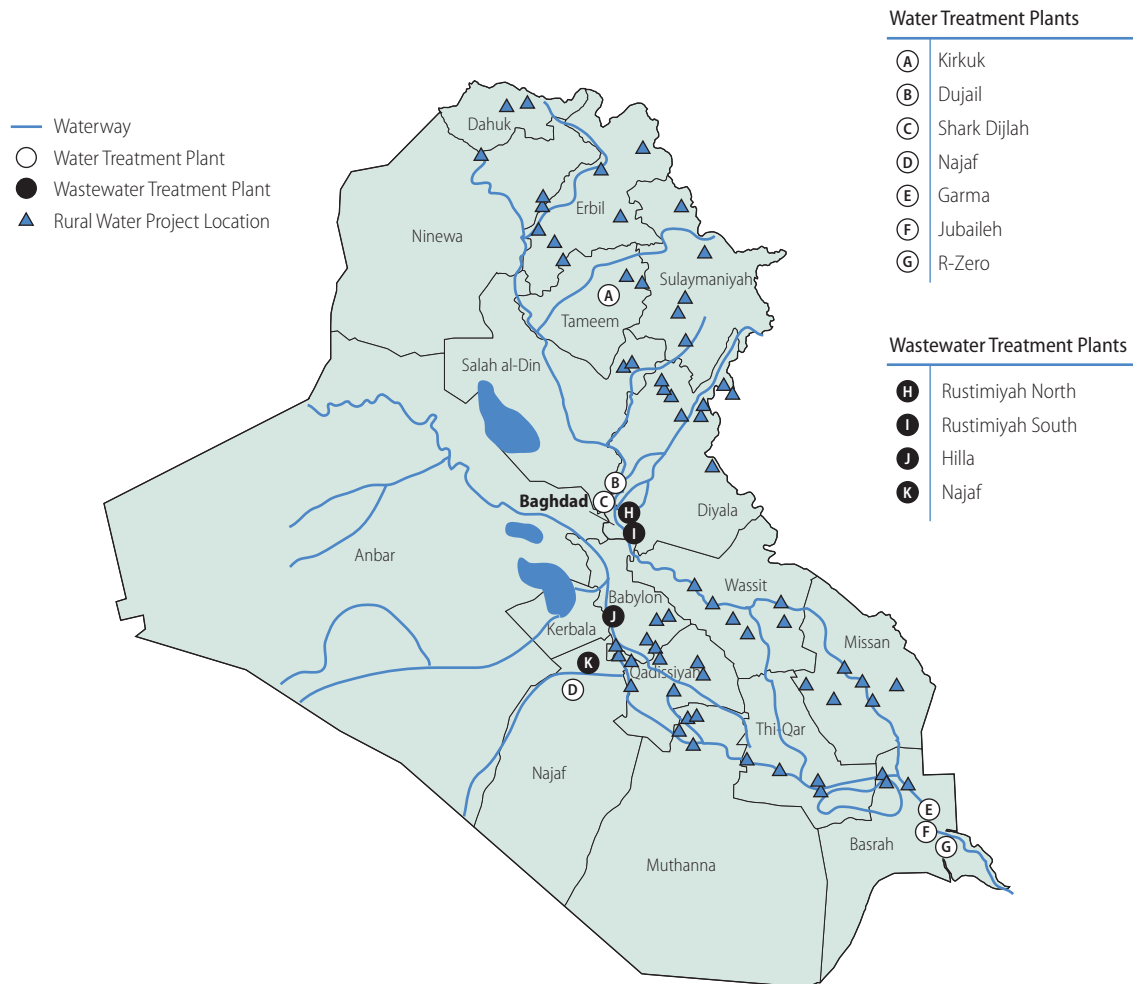 Water Treatment Plants
A Kirkuk
B Dujail
C Shark Dijlah
D Najaf
E Garma
F Jubaileh
G R-Zero
Wastewater Treatment Plants
H Rustimiyah North
I Rustimiyah South
J Hilla
K Najaf
Waterway
Water Treatment Plant
Wastewater Treatment Plant
Rural Water Project Location
Dahuk
Ninewa
Erbil
Sulaymaniyah
A
Tameem
Salah al-Din
B
Baghdad
C
H
I
Diyala
Anbar
Wassit
Babylon
J
Kerbala
Missan
K
D
Qadissiyah
Thi-Qar
Najaf
E
F
G
Basrah
Muthanna